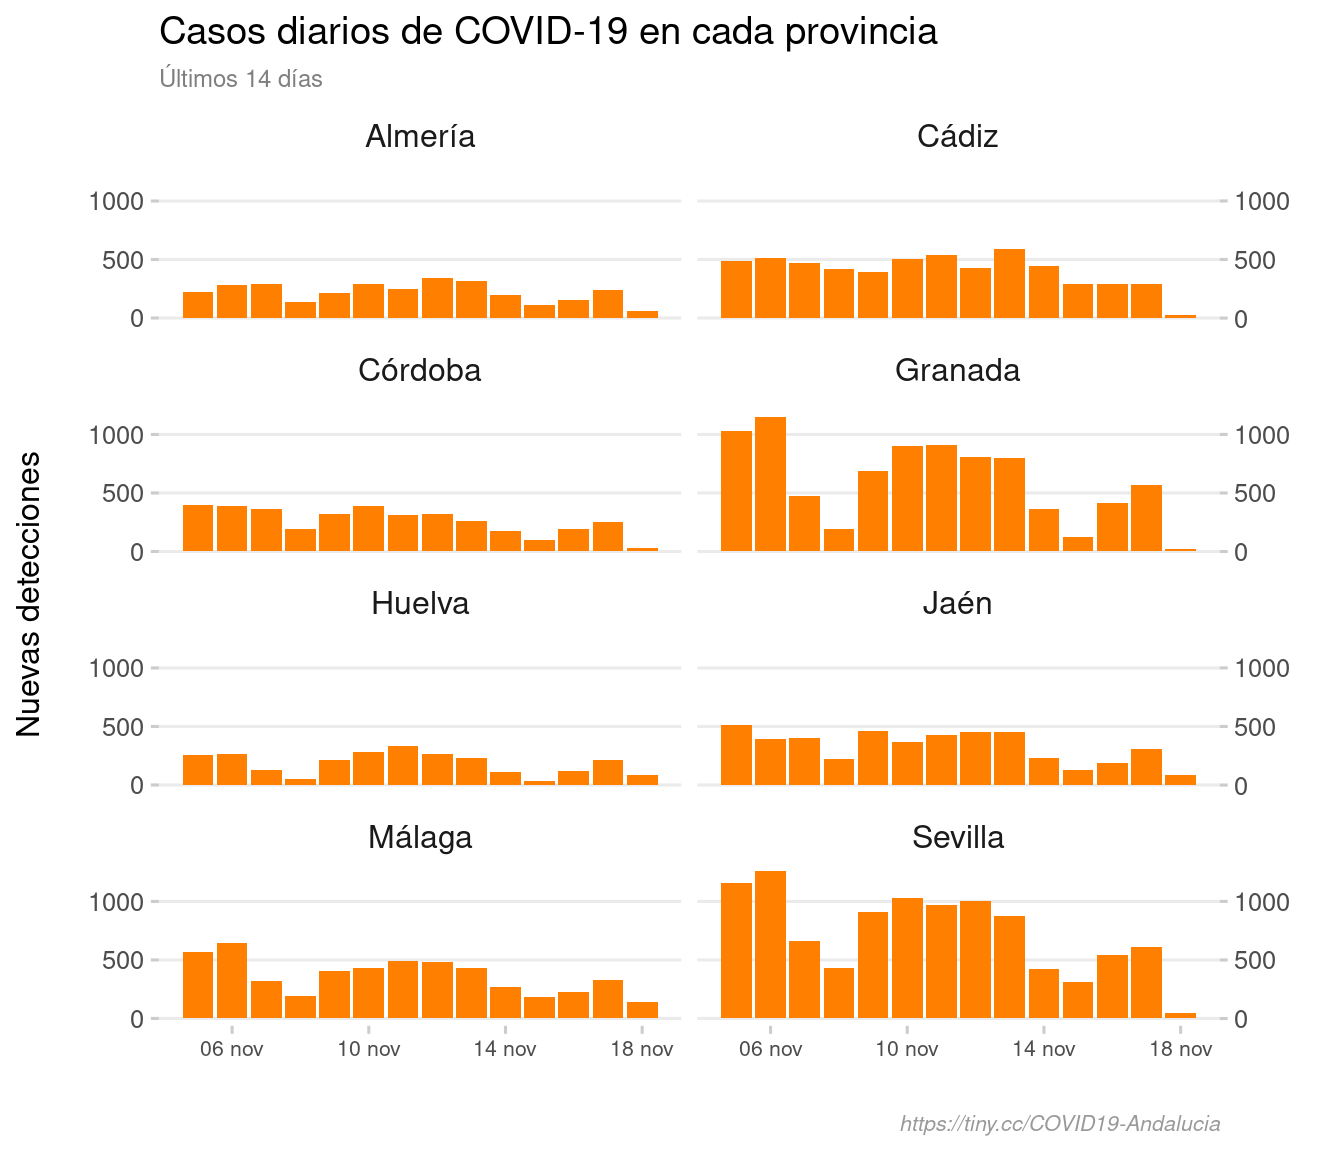 Casos diarios de COVID-19 en cada provincia
Últimos 14 días
Almería
Cádiz
1000
500
0
1000
500
0
Córdoba
Granada
1000
500
0
1000
500
0
Nuevas detecciones
Huelva
Jaén
1000
500
0
1000
500
0
Málaga
Sevilla
1000
500
0
1000
500
0
06 nov 10 nov 14 nov 18 nov
06 nov 10 nov 14 nov 18 nov
https://tiny.cc/COVID19-Andalucia